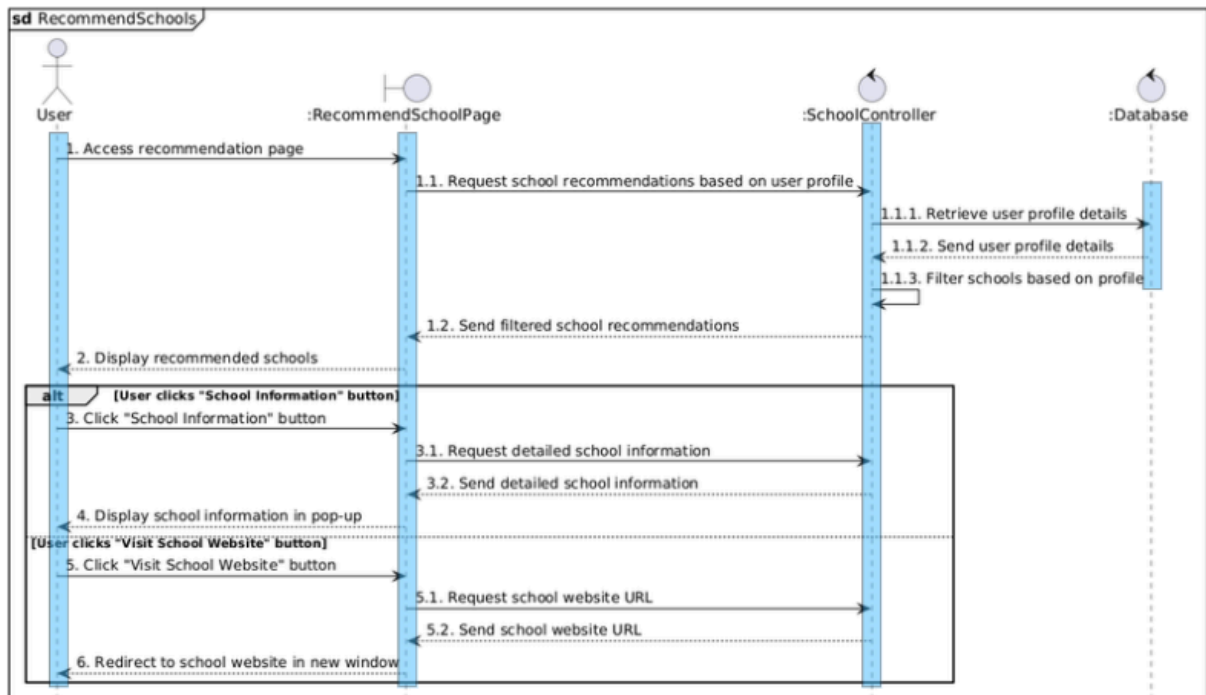 sd RecommendSchools
User
:RecommendSchoolPage
:SchoolController
:Database
1. Access recommendation page
1.1. Request school recommendations based on user profile
1.1.1. Retrieve user profile details
1.1.2. Send user profile details
1.1.3. Filter schools based on profile
1.2. Send filtered school recommendations
2. Display recommended schools
alt [User clicks "School Information" button]
3. Click "School Information" button
3.1. Request detailed school information
3.2. Send detailed school information
4. Display school information in pop-up
[User clicks "Visit School Website" button]
5. Click "Visit School Website" button
5.1. Request school website URL
5.2. Send school website URL
6. Redirect to school website in new window